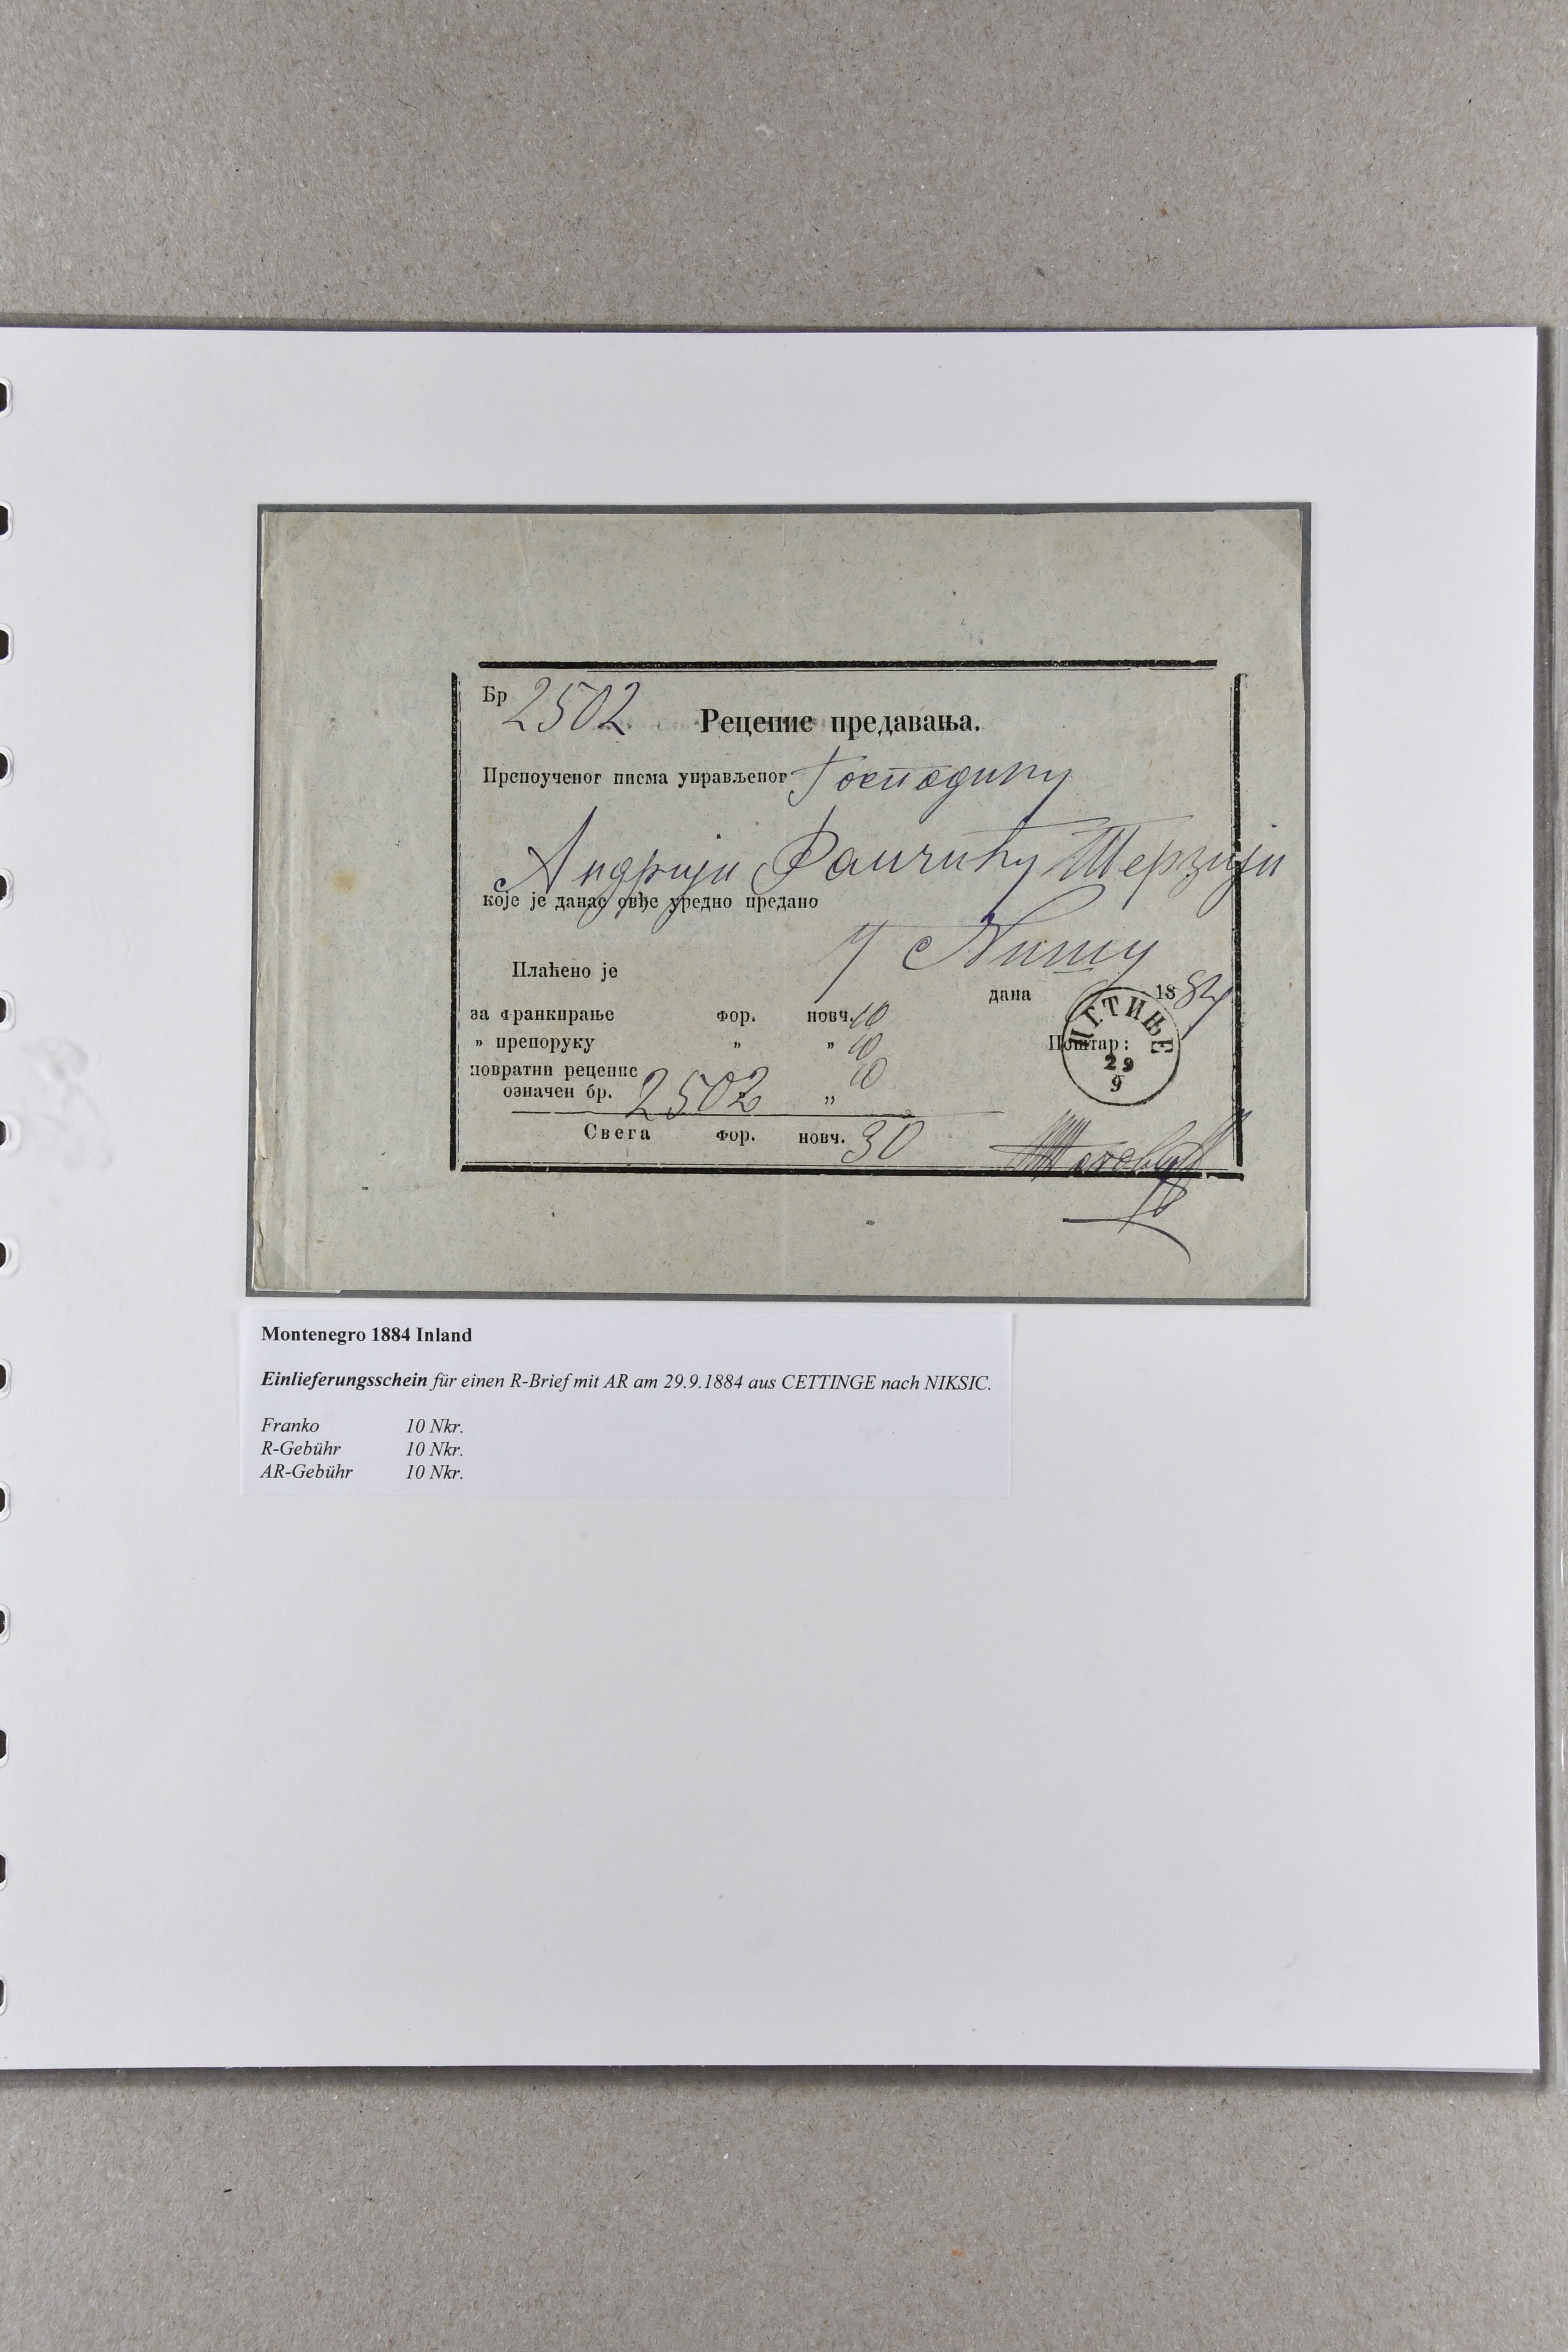 Бр 2502
Рецепис предавања.
Препоученог писма управљеног Господину
Андрији Терзији
које је данас овђе уредно предано
у Нишу
Плаћено је
дана 1884
за франкирање фор. новч. 10
„ препоруку „ „ 10
Поштар:
ЦЕТИЊЕ
29
9
повратни рецепис 10
означен бр. 2502 „
Свега фор. новч. 30
Montenegro 1884 Inland
Einlieferungsschein für einen R-Brief mit AR am 29.9.1884 aus CETTINGE nach NIKSIC.
Franko 10 Nkr.
R-Gebühr 10 Nkr.
AR-Gebühr 10 Nkr.